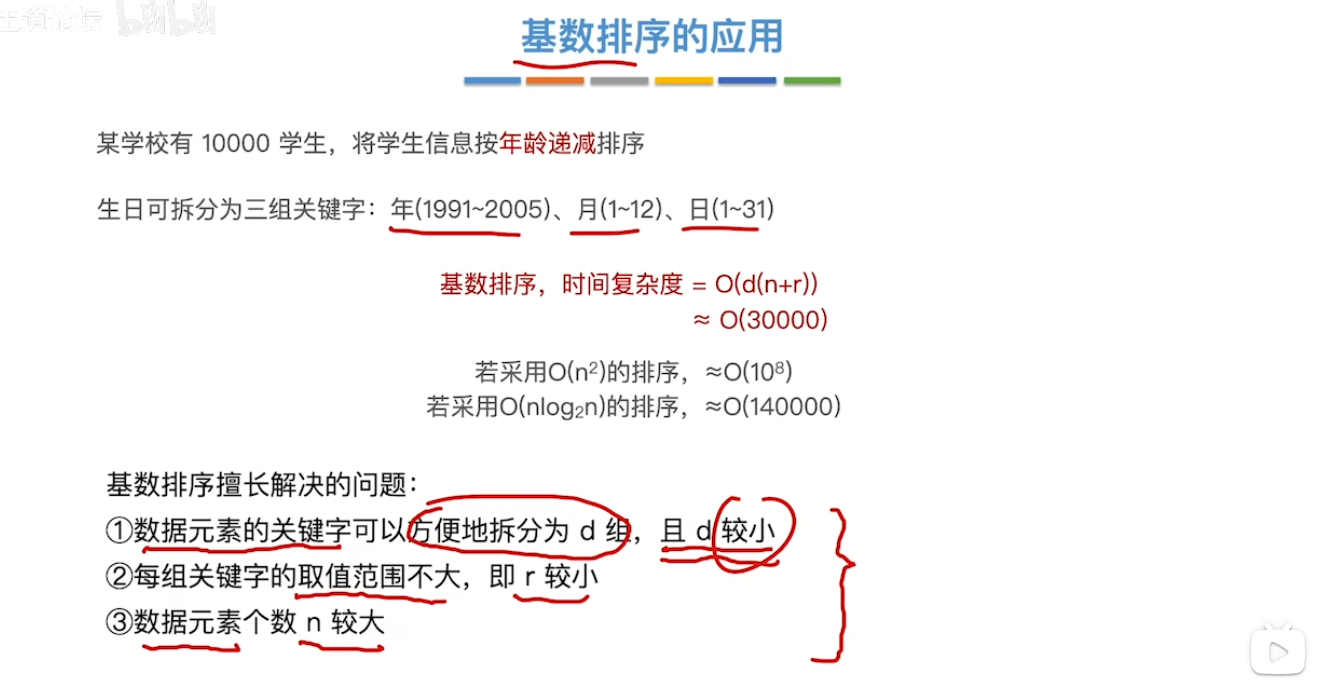 王道论坛 bilibili
基数排序的应用
某学校有 10000 学生，将学生信息按年龄递减排序
生日可拆分为三组关键字：年(1991~2005)、月(1~12)、日(1~31)
基数排序，时间复杂度 = O(d(n+r))
≈ O(30000)
若采用O(n²)的排序，≈O(10⁸)
若采用O(nlog₂n)的排序，≈O(140000)
基数排序擅长解决的问题：
①数据元素的关键字可以方便地拆分为 d 组，且 d 较小
②每组关键字的取值范围不大，即 r 较小
③数据元素个数 n 较大